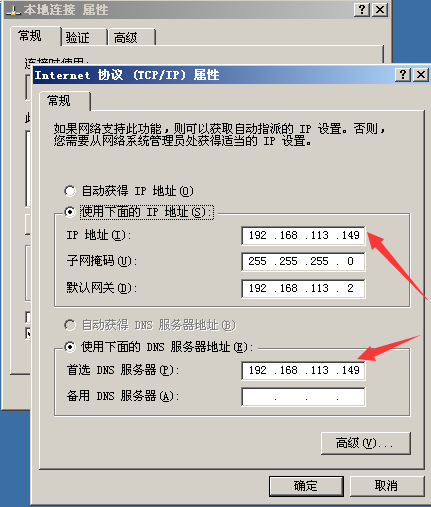 本地连接 属性
常规 验证 高级
连接时使用:
Internet 协议 (TCP/IP) 属性
常规
如果网络支持此功能，则可以获取自动指派的 IP 设置。否则，
您需要从网络系统管理员处获得适当的 IP 设置。
自动获得 IP 地址(O)
使用下面的 IP 地址(S):
IP 地址(I): 192 .168 .113 .149
子网掩码(U): 255 .255 .255 . 0
默认网关(D): 192 .168 .113 . 2
自动获得 DNS 服务器地址(B)
使用下面的 DNS 服务器地址(E):
首选 DNS 服务器(P): 192 .168 .113 .149
备用 DNS 服务器(A): . . .
高级(V)...
确定 取消